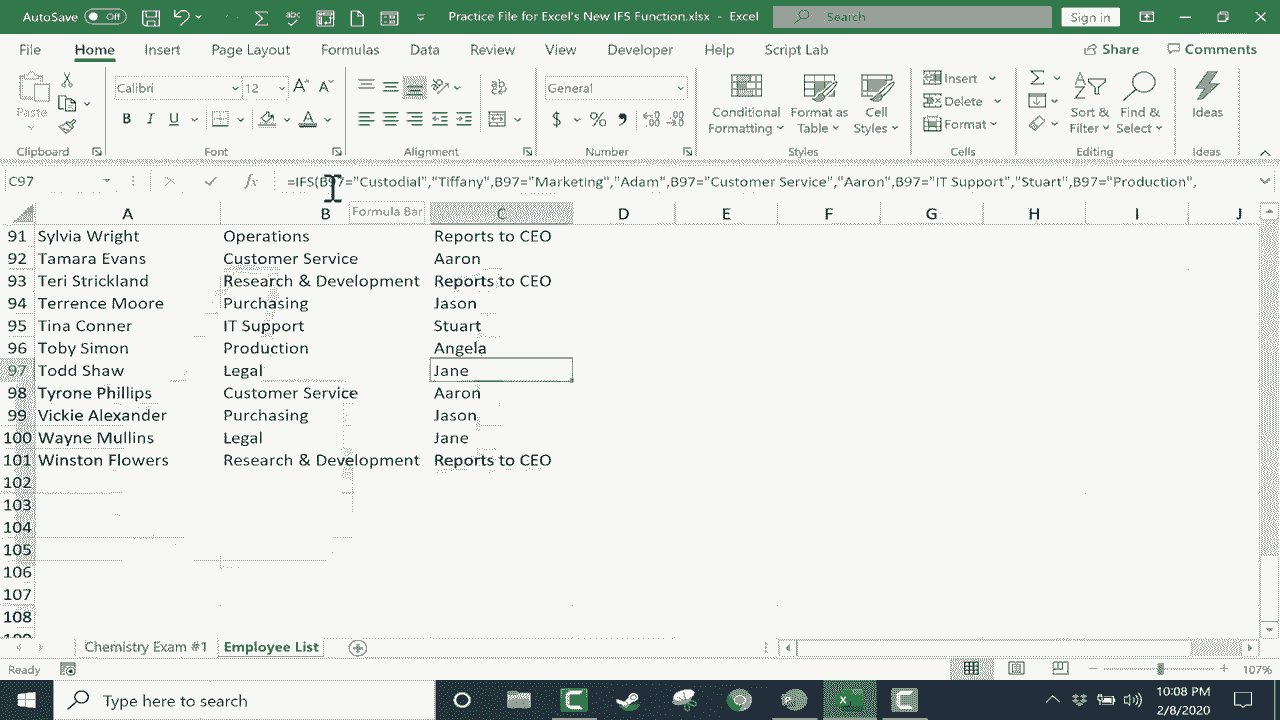 AutoSave Off Practice File for Excel's New IFS Function.xlsx - Excel Search Sign in
File Home Insert Page Layout Formulas Data Review View Developer Help Script Lab Share Comments
Paste Calibri 12 General Conditional Formatting Format as Table Cell Styles Insert Delete Format Sort & Filter Find & Select Ideas
B I U A $ % ,
Clipboard Font Alignment Number Styles Cells Editing Ideas
C97 fx =IFS(B97="Custodial","Tiffany",B97="Marketing","Adam",B97="Customer Service","Aaron",B97="IT Support","Stuart",B97="Production",
Formula Bar
A B C D E F G H I J
91 Sylvia Wright Operations Reports to CEO
92 Tamara Evans Customer Service Aaron
93 Teri Strickland Research & Development Reports to CEO
94 Terrence Moore Purchasing Jason
95 Tina Conner IT Support Stuart
96 Toby Simon Production Angela
97 Todd Shaw Legal Jane
98 Tyrone Phillips Customer Service Aaron
99 Vickie Alexander Purchasing Jason
100 Wayne Mullins Legal Jane
101 Winston Flowers Research & Development Reports to CEO
102
103
104
105
106
107
108
Chemistry Exam #1 Employee List
Ready 107%
Type here to search 10:08 PM
2/8/2020